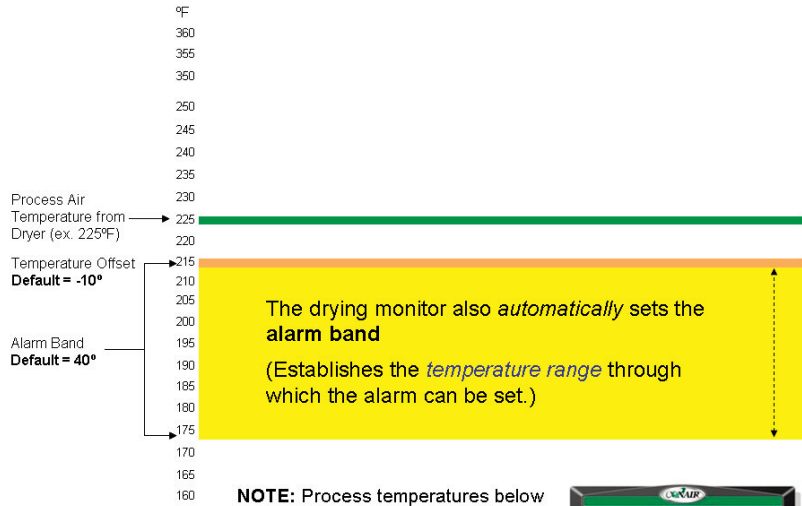 ºF
360
355
350
250
245
240
235
230
Process Air
Temperature from
Dryer (ex. 225ºF)
225
220
Temperature Offset
Default = -10º
215
210
205
200
195
Alarm Band
Default = 40º
190
185
180
175
170
165
160
The drying monitor also automatically sets the
alarm band
(Establishes the temperature range through
which the alarm can be set.)
NOTE: Process temperatures below
CONAIR